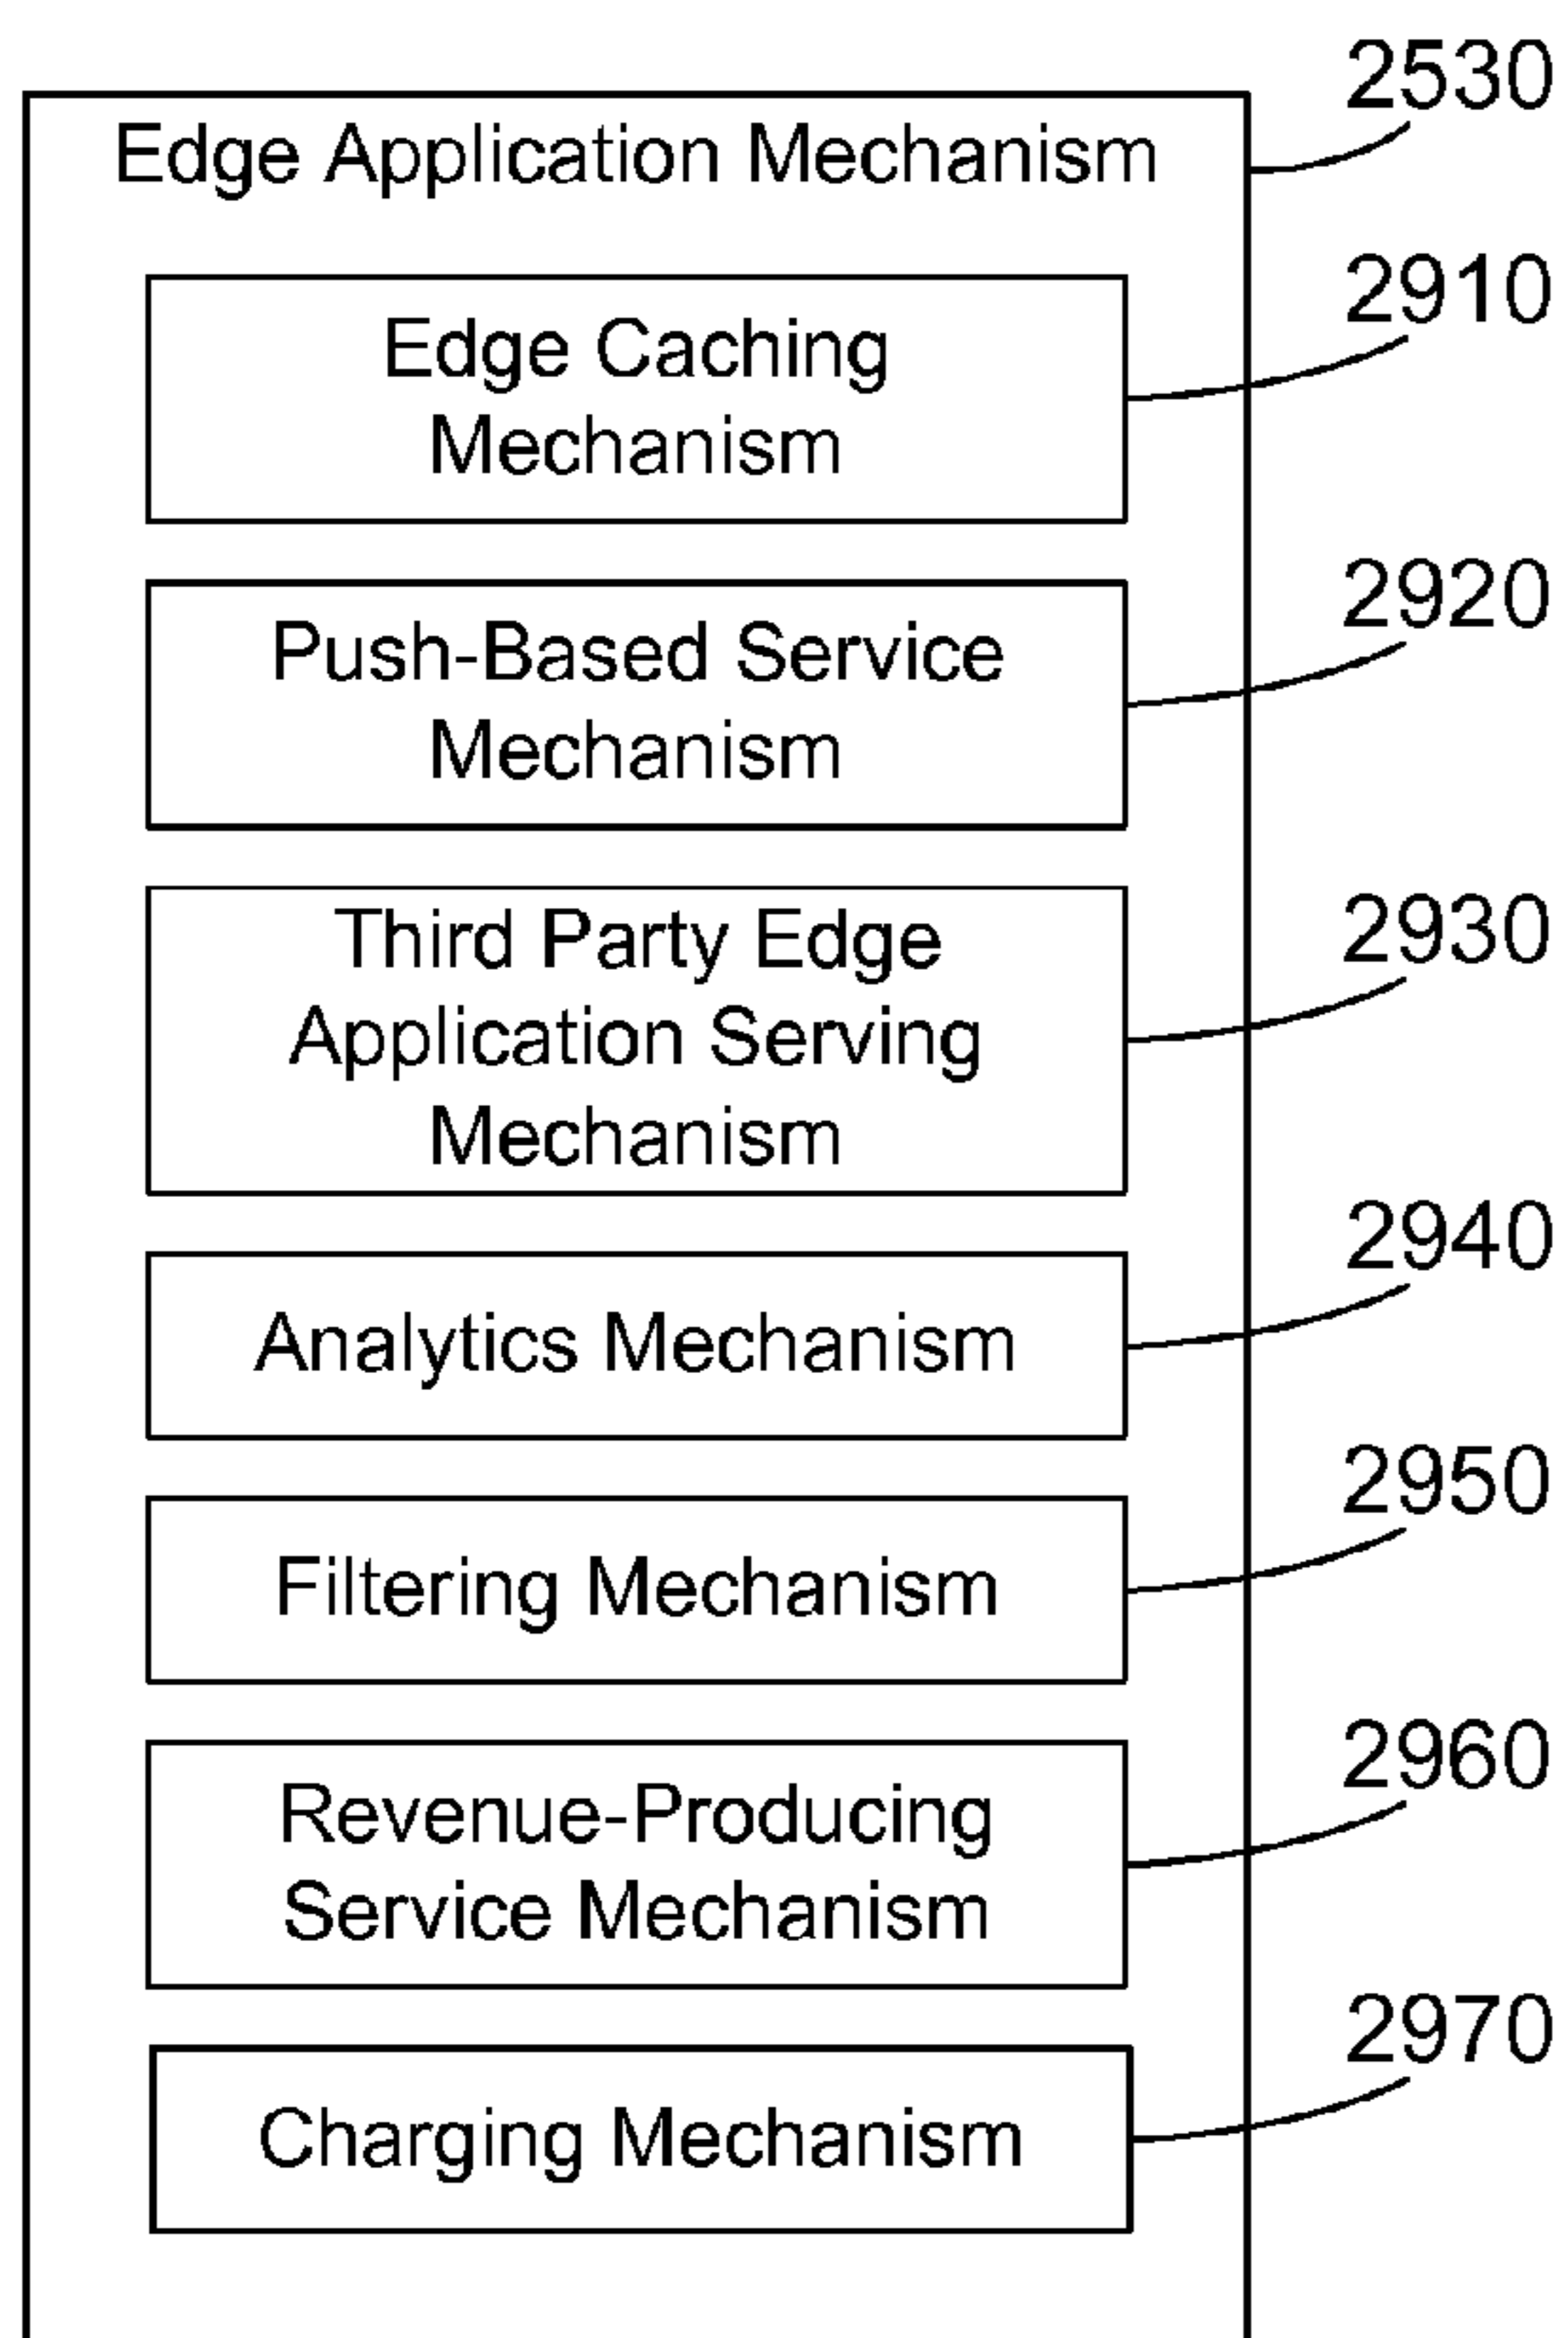 2530
Edge Application Mechanism
2910
Edge Caching
Mechanism
2920
Push-Based Service
Mechanism
2930
Third Party Edge
Application Serving
Mechanism
2940
Analytics Mechanism
2950
Filtering Mechanism
2960
Revenue-Producing
Service Mechanism
2970
Charging Mechanism